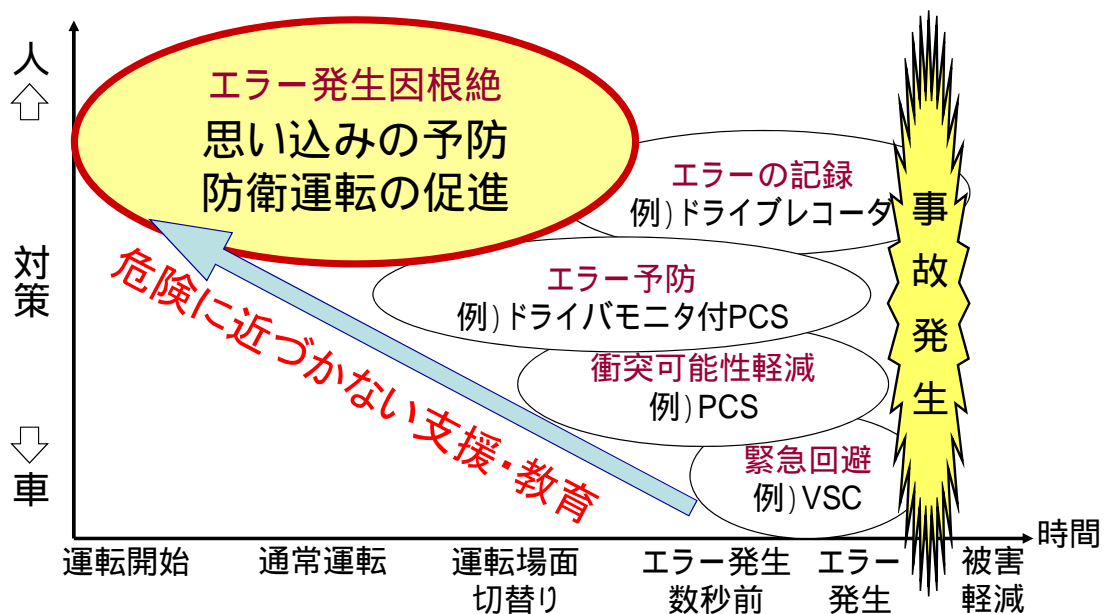 人
対
策
車
エラー発生因根絶
思い込みの予防
防衛運転の促進
エラーの記録
例)ドライブレコーダ
エラー予防
例)ドライバモニタ付PCS
衝突可能性軽減
例)PCS
緊急回避
例)VSC
危険に近づかない支援・教育
事
故
発
生
時間
運転開始
通常運転
運転場面
切替り
エラー発生
数秒前
エラー
発生
被害
軽減